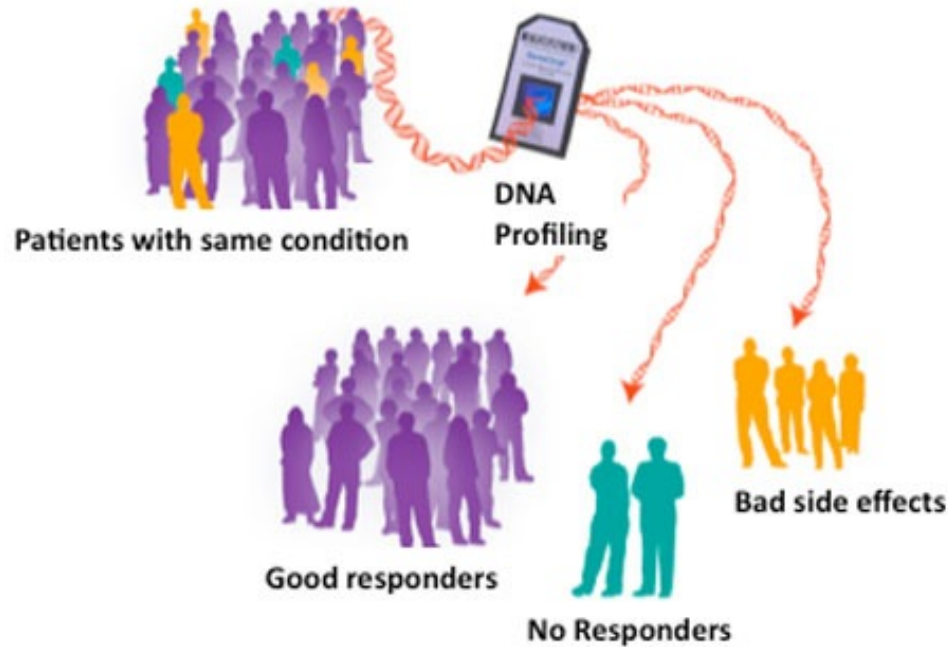 Patients with same condition
DNA
Profiling
Good responders
No Responders
Bad side effects